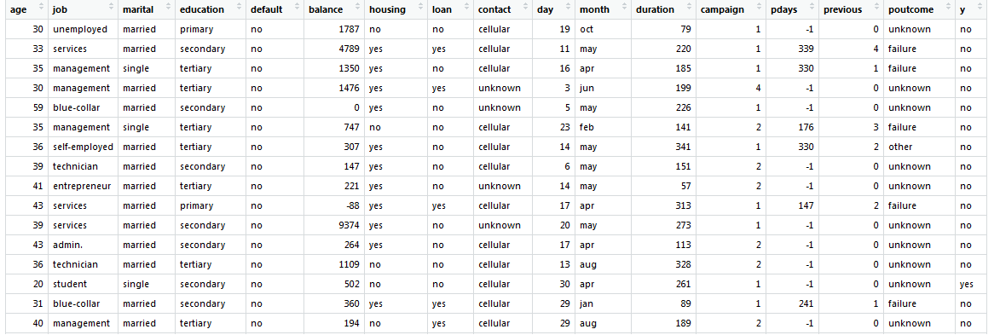 age job marital education default balance housing loan contact day month duration campaign pdays previous poutcome y
30 unemployed married primary no 1787 no no cellular 19 oct 79 1 -1 0 unknown no
33 services married secondary no 4789 yes yes cellular 11 may 220 1 339 4 failure no
35 management single tertiary no 1350 yes no cellular 16 apr 185 1 330 1 failure no
30 management married tertiary no 1476 yes yes unknown 3 jun 199 4 -1 0 unknown no
59 blue-collar married secondary no 0 yes no unknown 5 may 226 1 -1 0 unknown no
35 management single tertiary no 747 no no cellular 23 feb 141 2 176 3 failure no
36 self-employed married tertiary no 307 yes no cellular 14 may 341 1 330 2 other no
39 technician married secondary no 147 yes no cellular 6 may 151 2 -1 0 unknown no
41 entrepreneur married tertiary no 221 yes no unknown 14 may 57 2 -1 0 unknown no
43 services married primary no -88 yes yes cellular 17 apr 313 1 147 2 failure no
39 services married secondary no 9374 yes no unknown 20 may 273 1 -1 0 unknown no
43 admin. married secondary no 264 yes no cellular 17 apr 113 2 -1 0 unknown no
36 technician married tertiary no 1109 no no cellular 13 aug 328 2 -1 0 unknown no
20 student single secondary no 502 no no cellular 30 apr 261 1 -1 0 unknown yes
31 blue-collar married secondary no 360 yes yes cellular 29 jan 89 1 241 1 failure no
40 management married tertiary no 194 no yes cellular 29 aug 189 2 -1 0 unknown no